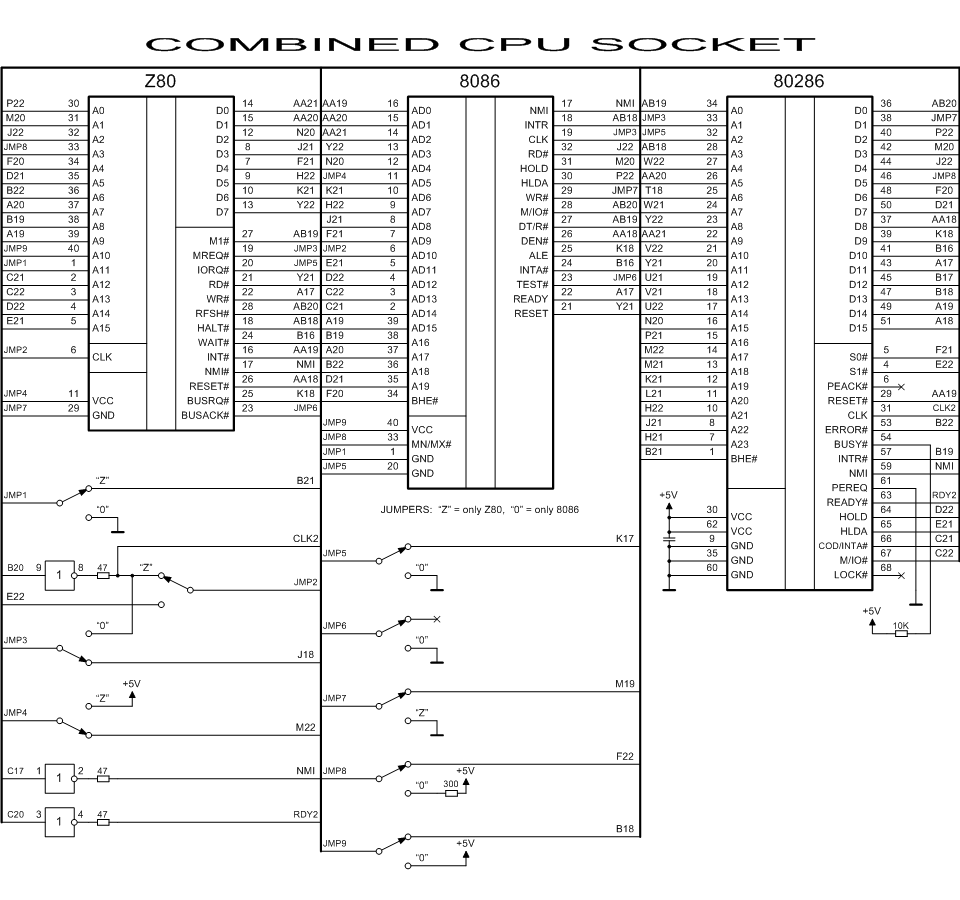 COMBINED CPU SOCKET
Z80
8086
80286
P22 30 A0 D0 14 AA21
M20 31 A1 D1 15 AA20
J22 32 A2 D2 12 N20
JMP8 33 A3 D3 8 J21
F20 34 A4 D4 7 F21
D21 35 A5 D5 9 H22
B22 36 A6 D6 10 K21
A20 37 A7 D7 13 Y22
B19 38 A8
A19 39 A9 M1# 27 AB19
JMP9 40 A10 MREQ# 19 JMP3
JMP1 1 A11 IORQ# 20 JMP5
C21 2 A12 RD# 21 Y21
C22 3 A13 WR# 22 A17
D22 4 A14 RFSH# 28 AB20
E21 5 A15 HALT# 18 AB18
WAIT# 24 B16
JMP2 6 CLK INT# 16 AA19
NMI# 17 NMI
RESET# 26 AA18
JMP4 11 VCC BUSRQ# 25 K18
JMP7 29 GND BUSACK# 23 JMP6
AA19 16 AD0 NMI 17 NMI
AA20 15 AD1 INTR 18 AB18
AA21 14 AD2 CLK 19 JMP3
Y22 13 AD3 RD# 32 J22
N20 12 AD4 HOLD 31 M20
JMP4 11 AD5 HLDA 30 P22
K21 10 AD6 WR# 29 JMP7
H22 9 AD7 M/IO# 28 AB20
J21 8 AD8 DT/R# 27 AB19
F21 7 AD9 DEN# 26 AA18
JMP2 6 AD10 ALE 25 K18
E21 5 AD11 INTA# 24 B16
D22 4 AD12 TEST# 23 JMP6
C22 3 AD13 READY 22 A17
C21 2 AD14 RESET 21 Y21
A19 39 AD15
B19 38 A16
A20 37 A17
B22 36 A18
D21 35 A19
F20 34 BHE#
JMP9 40 VCC
JMP8 33 MN/MX#
JMP1 1 GND
JMP5 20 GND
AB19 34 A0 D0 36 AB20
JMP3 33 A1 D1 38 JMP7
JMP5 32 A2 D2 40 P22
AB18 28 A3 D3 42 M20
W22 27 A4 D4 44 J22
AA20 26 A5 D5 46 JMP8
T18 25 A6 D6 48 F20
W21 24 A7 D7 50 D21
Y22 23 A8 D8 37 AA18
AA21 22 A9 D9 39 K18
V22 21 A10 D10 41 B16
Y21 20 A11 D11 43 A17
U21 19 A12 D12 45 B17
V21 18 A13 D13 47 B18
U22 17 A14 D14 49 A19
N20 16 A15 D15 51 A18
P21 15 A16
M22 14 A17 S0# 5 F21
M21 13 A18 S1# 4 E22
K21 12 A19 PEACK# 6
L21 11 A20 RESET# 29 AA19
H22 10 A21 CLK 31 CLK2
J21 8 A22 ERROR# 53 B22
H21 7 A23 BUSY# 54
B21 1 BHE# INTR# 57 B19
NMI 59 NMI
PEREQ 61
READY# 63 RDY2
+5V
30 VCC HOLD 64 D22
62 VCC HLDA 65 E21
9 GND COD/INTA# 66 C21
35 GND M/IO# 67 C22
60 GND LOCK# 68
+5V
10K
JUMPERS: "Z" = only Z80, "0" = only 8086
JMP1 "Z" B21
"0"
CLK2
B20 9 1 8 47 "Z" JMP2
E22
"0"
JMP3 J18
"Z" +5V
JMP4 M22
C17 1 1 2 47 NMI
C20 3 1 4 47 RDY2
JMP5 K17
"0"
JMP6
"0"
JMP7 M19
"Z"
JMP8 F22
"0" 300 +5V
JMP9 B18
"0" +5V